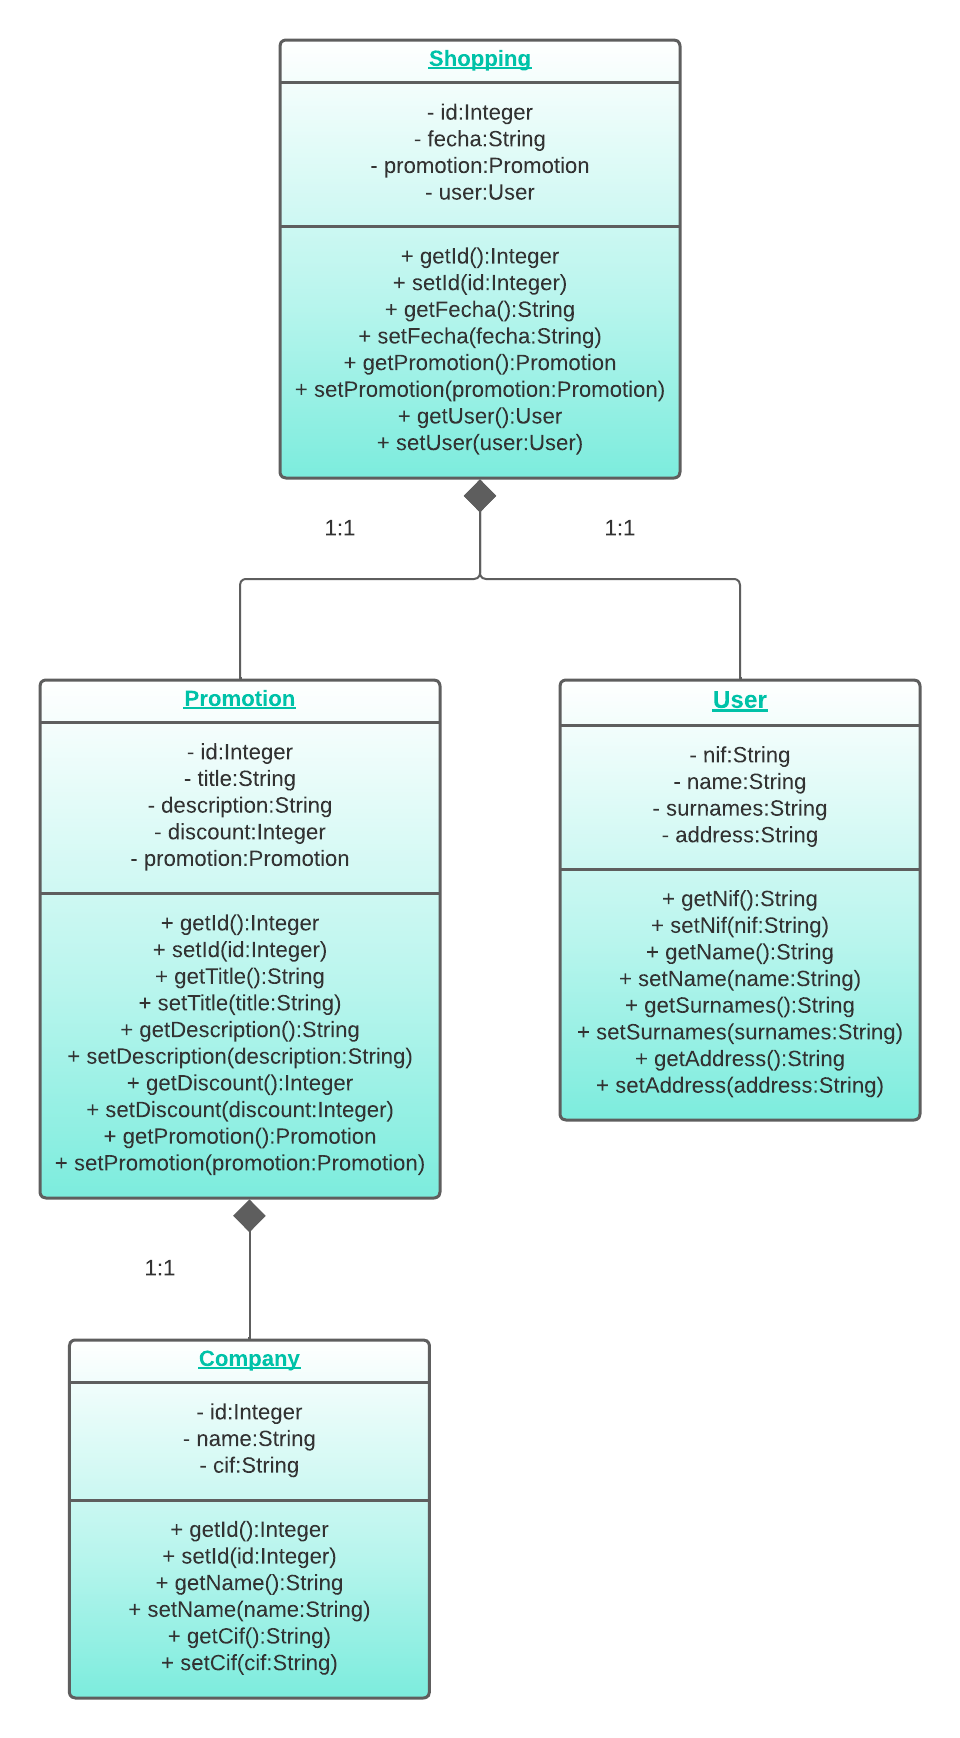 Shopping
- id:Integer
- fecha:String
- promotion:Promotion
- user:User
+ getId():Integer
+ setId(id:Integer)
+ getFecha():String
+ setFecha(fecha:String)
+ getPromotion():Promotion
+ setPromotion(promotion:Promotion)
+ getUser():User
+ setUser(user:User)
1:1
1:1
Promotion
- id:Integer
- title:String
- description:String
- discount:Integer
- promotion:Promotion
+ getId():Integer
+ setId(id:Integer)
+ getTitle():String
+ setTitle(title:String)
+ getDescription():String
+ setDescription(description:String)
+ getDiscount():Integer
+ setDiscount(discount:Integer)
+ getPromotion():Promotion
+ setPromotion(promotion:Promotion)
User
- nif:String
- name:String
- surnames:String
- address:String
+ getNif():String
+ setNif(nif:String)
+ getName():String
+ setName(name:String)
+ getSurnames():String
+ setSurnames(surnames:String)
+ getAddress():String
+ setAddress(address:String)
1:1
Company
- id:Integer
- name:String
- cif:String
+ getId():Integer
+ setId(id:Integer)
+ getName():String
+ setName(name:String)
+ getCif():String)
+ setCif(cif:String)